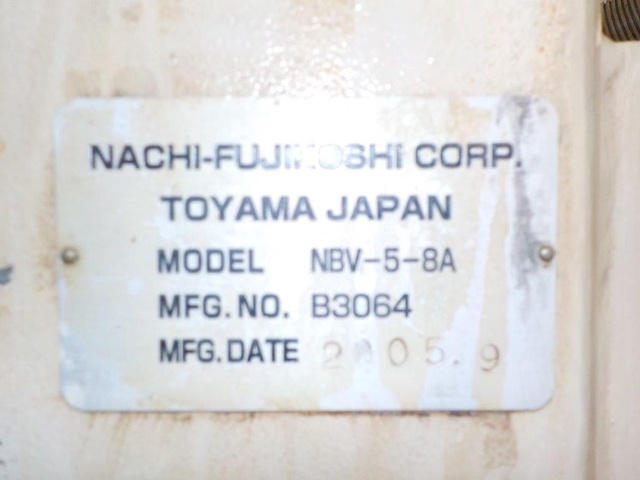 NACHI-FUJIKOSHI CORP.
TOYAMA JAPAN
MODEL NBV-5-8A
MFG.NO. B3064
MFG.DATE 2005.9